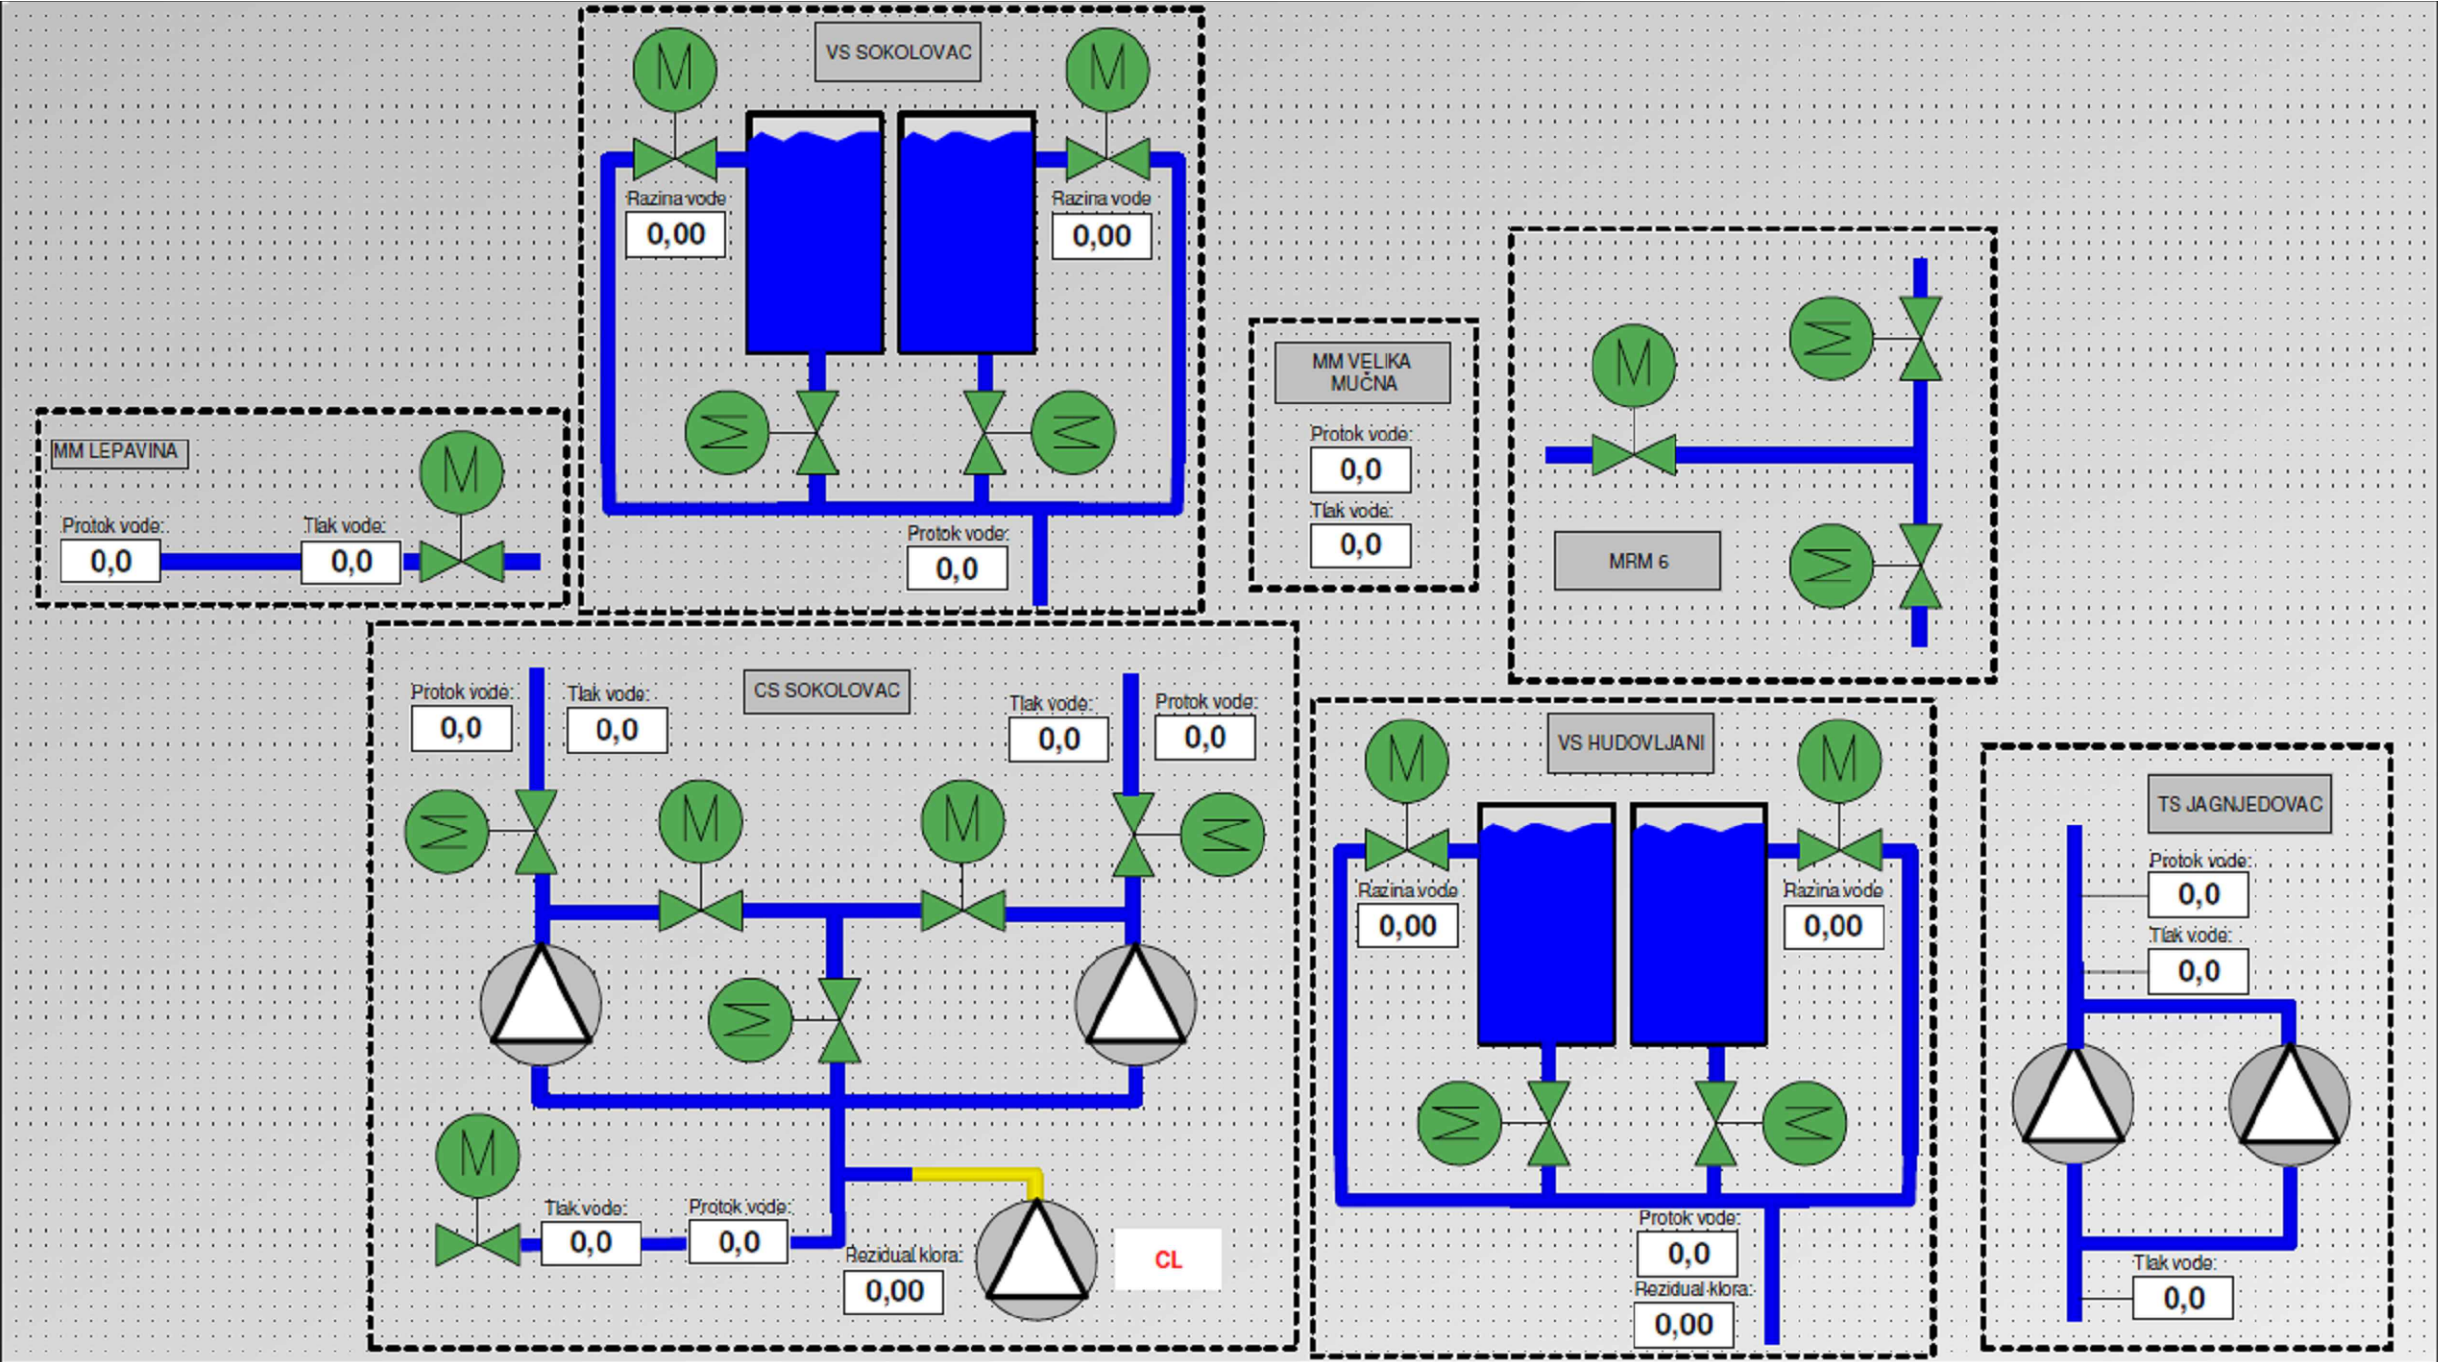 M
VS SOKOLOVAC
M
Razina vode
0,00
Razina vode
0,00
M
M
Protok vode:
0,0
MM LEPAVINA
M
Protok vode:
0,0
Tlak vode:
0,0
MM VELIKA
MUČNA
Protok vode:
0,0
Tlak vode:
0,0
M
M
MRM 6
M
CS SOKOLOVAC
Protok vode:
0,0
Tlak vode:
0,0
Tlak vode:
0,0
Protok vode:
0,0
M
M
M
M
M
M
Tlak vode:
0,0
Protok vode:
0,0
Rezidual klora:
0,00
CL
M
VS HUDOVLJANI
M
Razina vode
0,00
Razina vode
0,00
M
M
Protok vode:
0,0
Rezidual klora:
0,00
TS JAGNJEDOVAC
Protok vode:
0,0
Tlak vode:
0,0
Tlak vode:
0,0